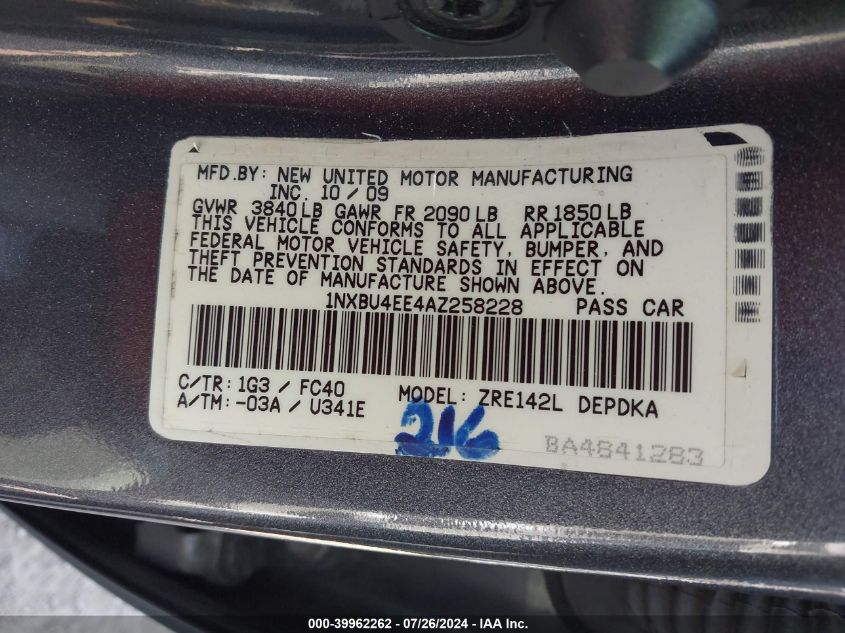 MFD.BY: NEW UNITED MOTOR MANUFACTURING
INC. 10 / 09
GVWR 3840 LB GAWR FR 2090 LB RR 1850 LB
THIS VEHICLE CONFORMS TO ALL APPLICABLE
FEDERAL MOTOR VEHICLE SAFETY, BUMPER, AND
THEFT PREVENTION STANDARDS IN EFFECT ON
THE DATE OF MANUFACTURE SHOWN ABOVE.
1NXBU4EE4AZ258228 PASS CAR
C/TR: 1G3 / FC40 MODEL: ZRE142L DEPDKA
A/TM: -03A / U341E
216
BA4841283
000-39962262 - 07/26/2024 - IAA Inc.